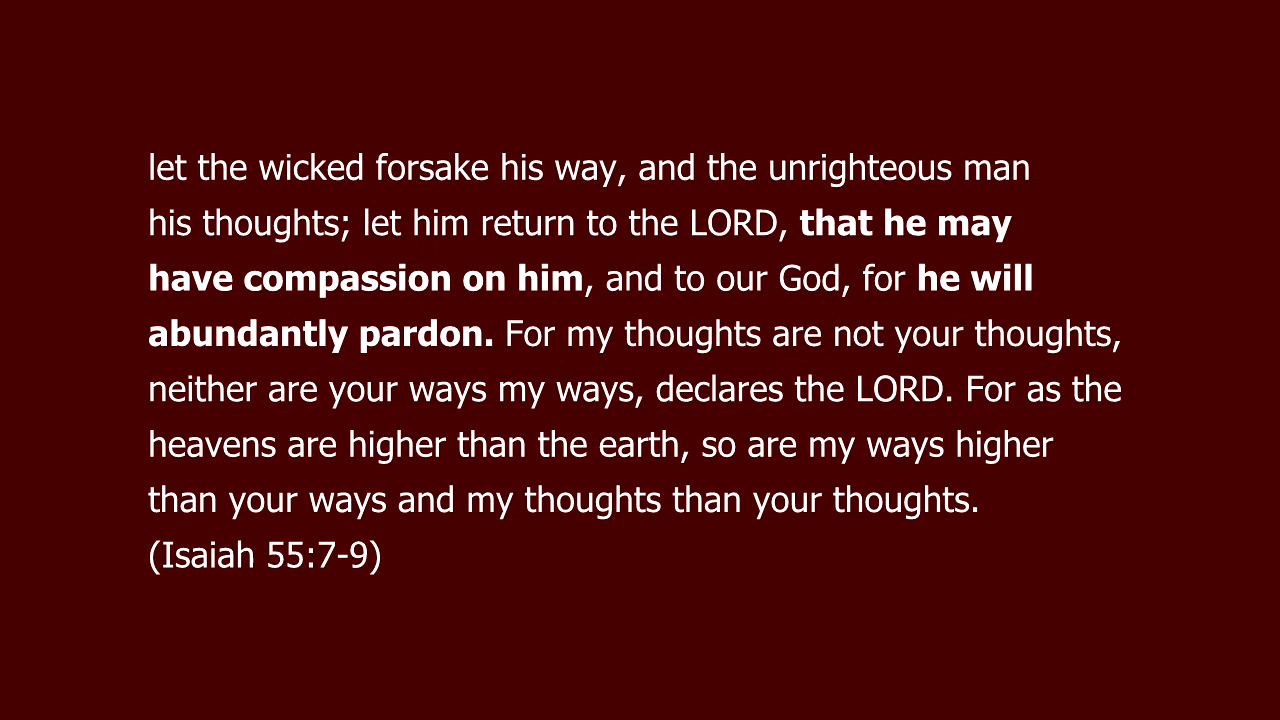 let the wicked forsake his way, and the unrighteous man
his thoughts; let him return to the LORD, that he may
have compassion on him, and to our God, for he will
abundantly pardon. For my thoughts are not your thoughts,
neither are your ways my ways, declares the LORD. For as the
heavens are higher than the earth, so are my ways higher
than your ways and my thoughts than your thoughts.
(Isaiah 55:7-9)